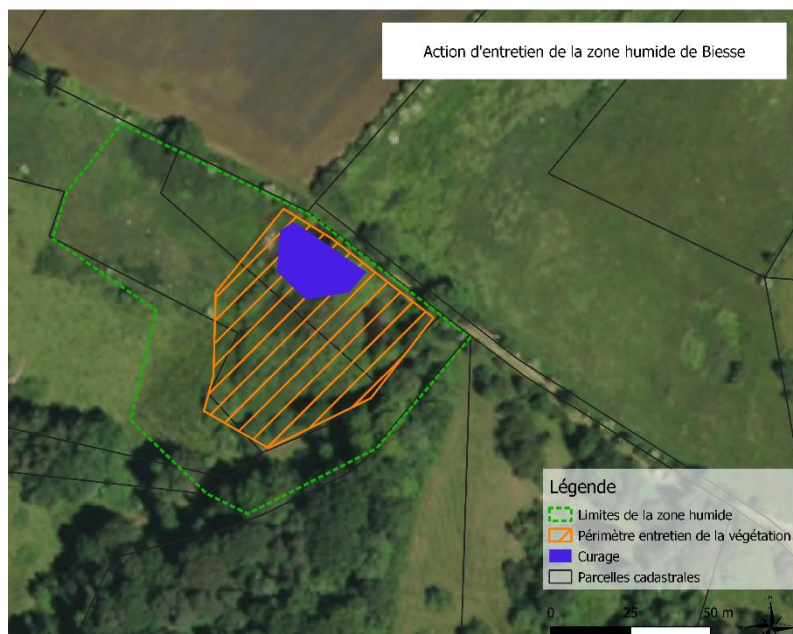 Action d'entretien de la zone humide de Biesse
Légende
Limites de la zone humide
Périmètre entretien de la végétation
Curage
Parcelles cadastrales
0 25 50 m